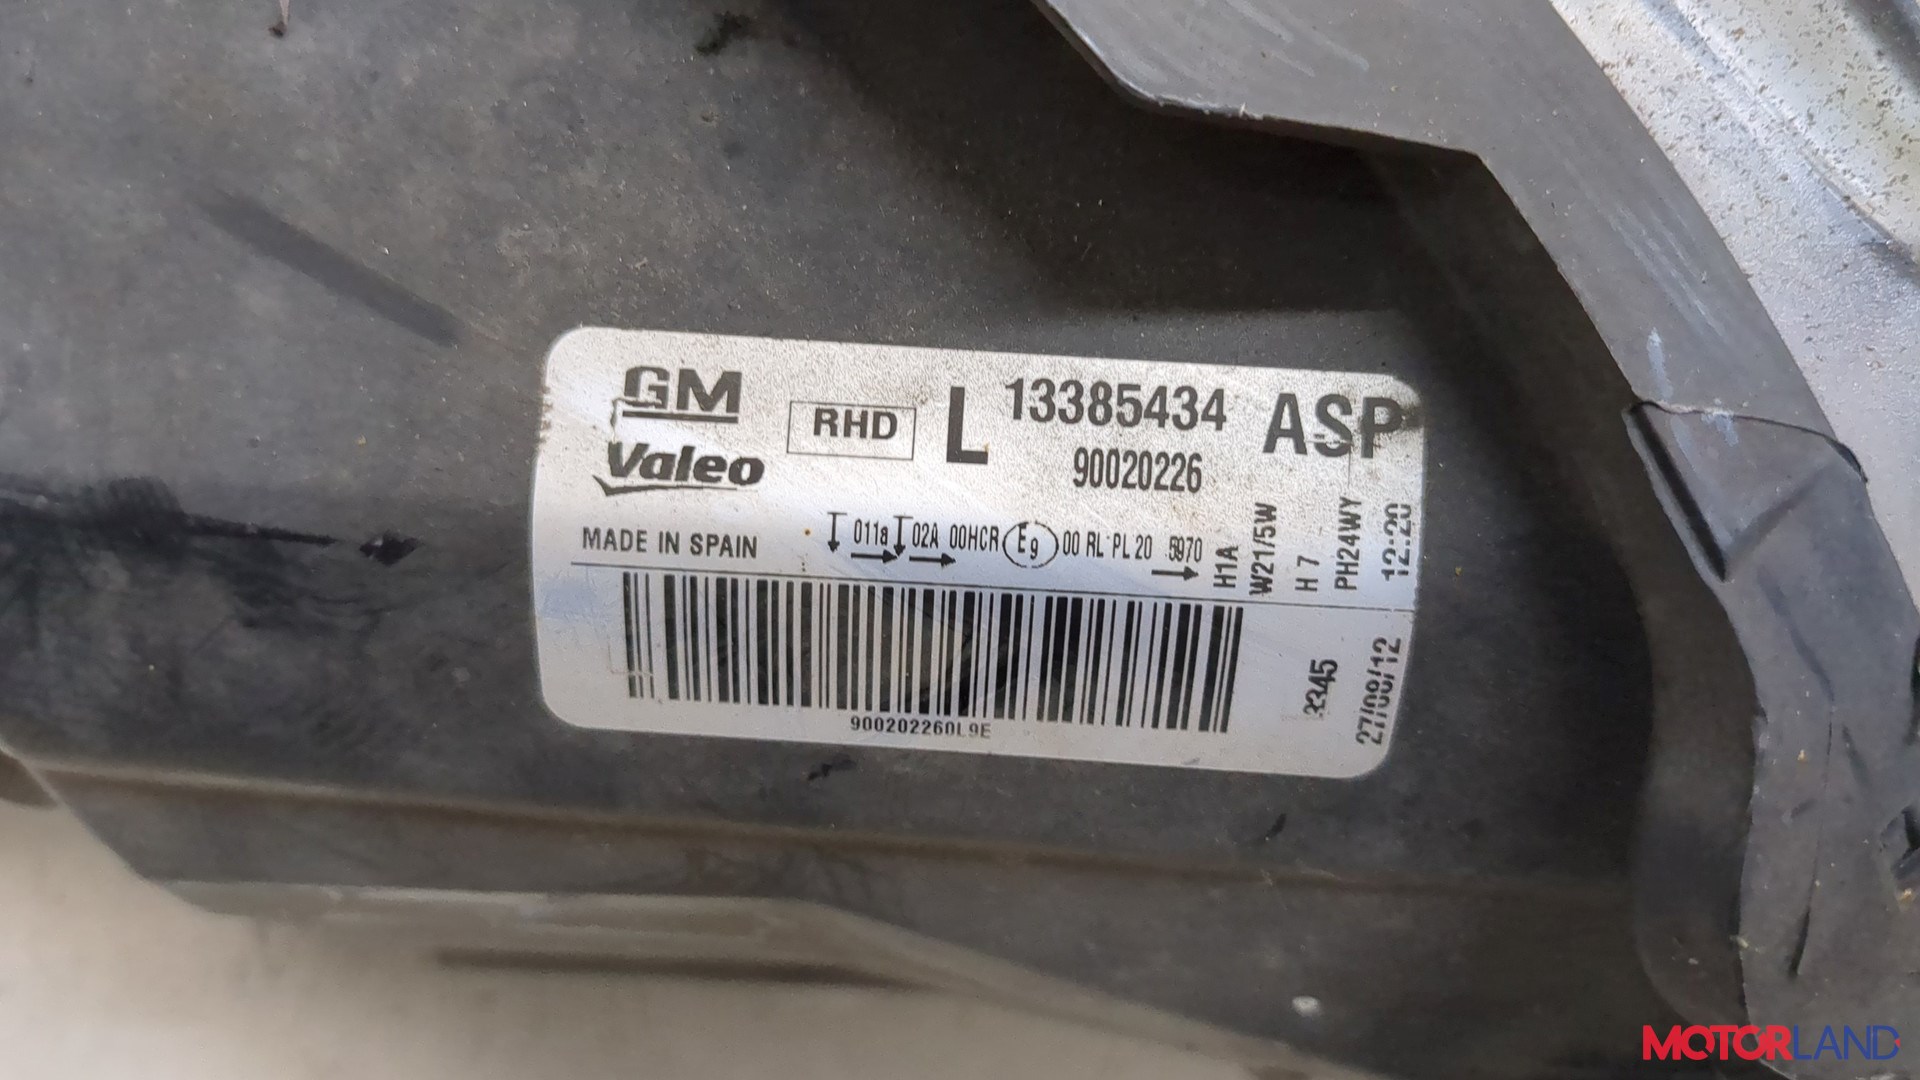 GM
Valeo
RHD
L
13385434
ASP
90020226
MADE IN SPAIN
011a 02A 00HCR E9 00 RL PL 20 5970
H1A
W21/5W
H 7
PH24WY
12:20
900202260L9E
27/08/12
MOTORLAND